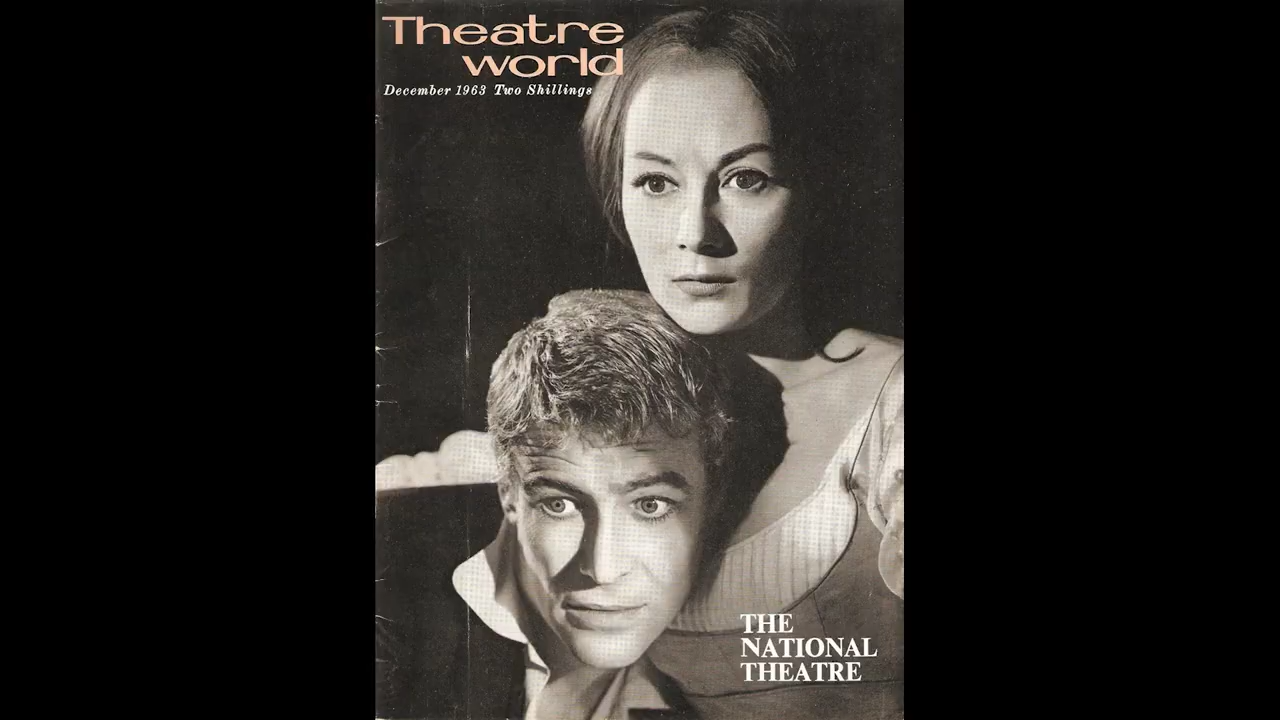 Theatre
world
December 1963 Two Shillings
THE
NATIONAL
THEATRE